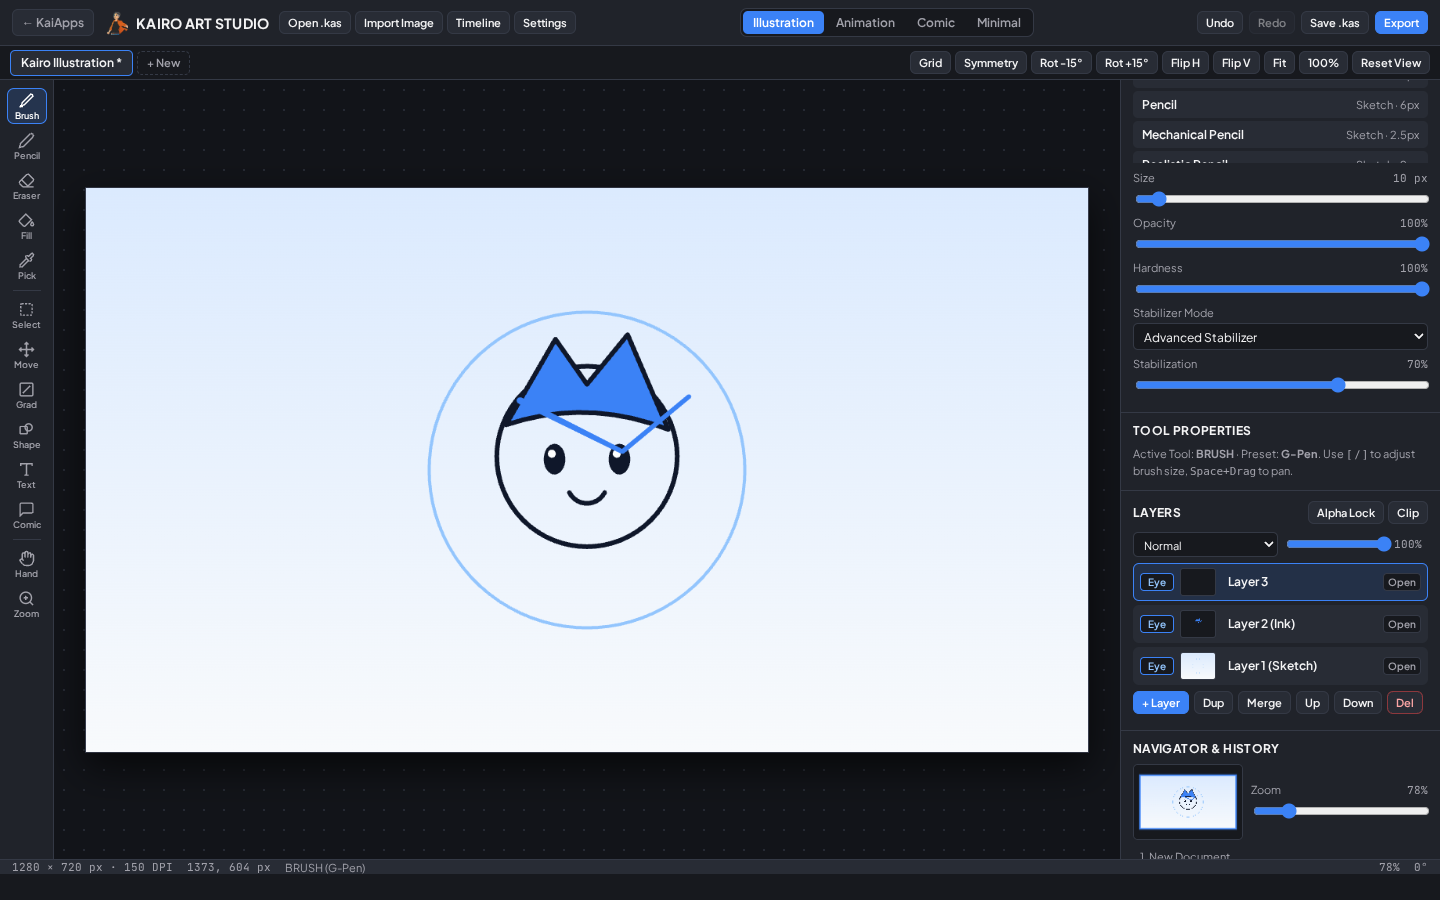 ← KaiApps
KAIRO ART STUDIO
Open .kas
Import Image
Timeline
Settings
Illustration
Animation
Comic
Minimal
Undo
Redo
Save .kas
Export
Kairo Illustration *
+ New
Grid
Symmetry
Rot -15°
Rot +15°
Flip H
Flip V
Fit
100%
Reset View
Brush
Pencil
Eraser
Fill
Pick
Select
Move
Grad
Shape
Text
Comic
Hand
Zoom
Pencil
Sketch · 6px
Mechanical Pencil
Sketch · 2.5px
Size
10 px
Opacity
100%
Hardness
100%
Stabilizer Mode
Advanced Stabilizer
Stabilization
70%
TOOL PROPERTIES
Active Tool: BRUSH · Preset: G-Pen. Use [ / ] to adjust
brush size, Space+Drag to pan.
LAYERS
Alpha Lock
Clip
Normal
100%
Eye
Layer 3
Open
Eye
Layer 2 (Ink)
Open
Eye
Layer 1 (Sketch)
Open
+ Layer
Dup
Merge
Up
Down
Del
NAVIGATOR & HISTORY
Zoom
78%
1. New Document
1280 × 720 px · 150 DPI
1373, 604 px
BRUSH (G-Pen)
78%
0°